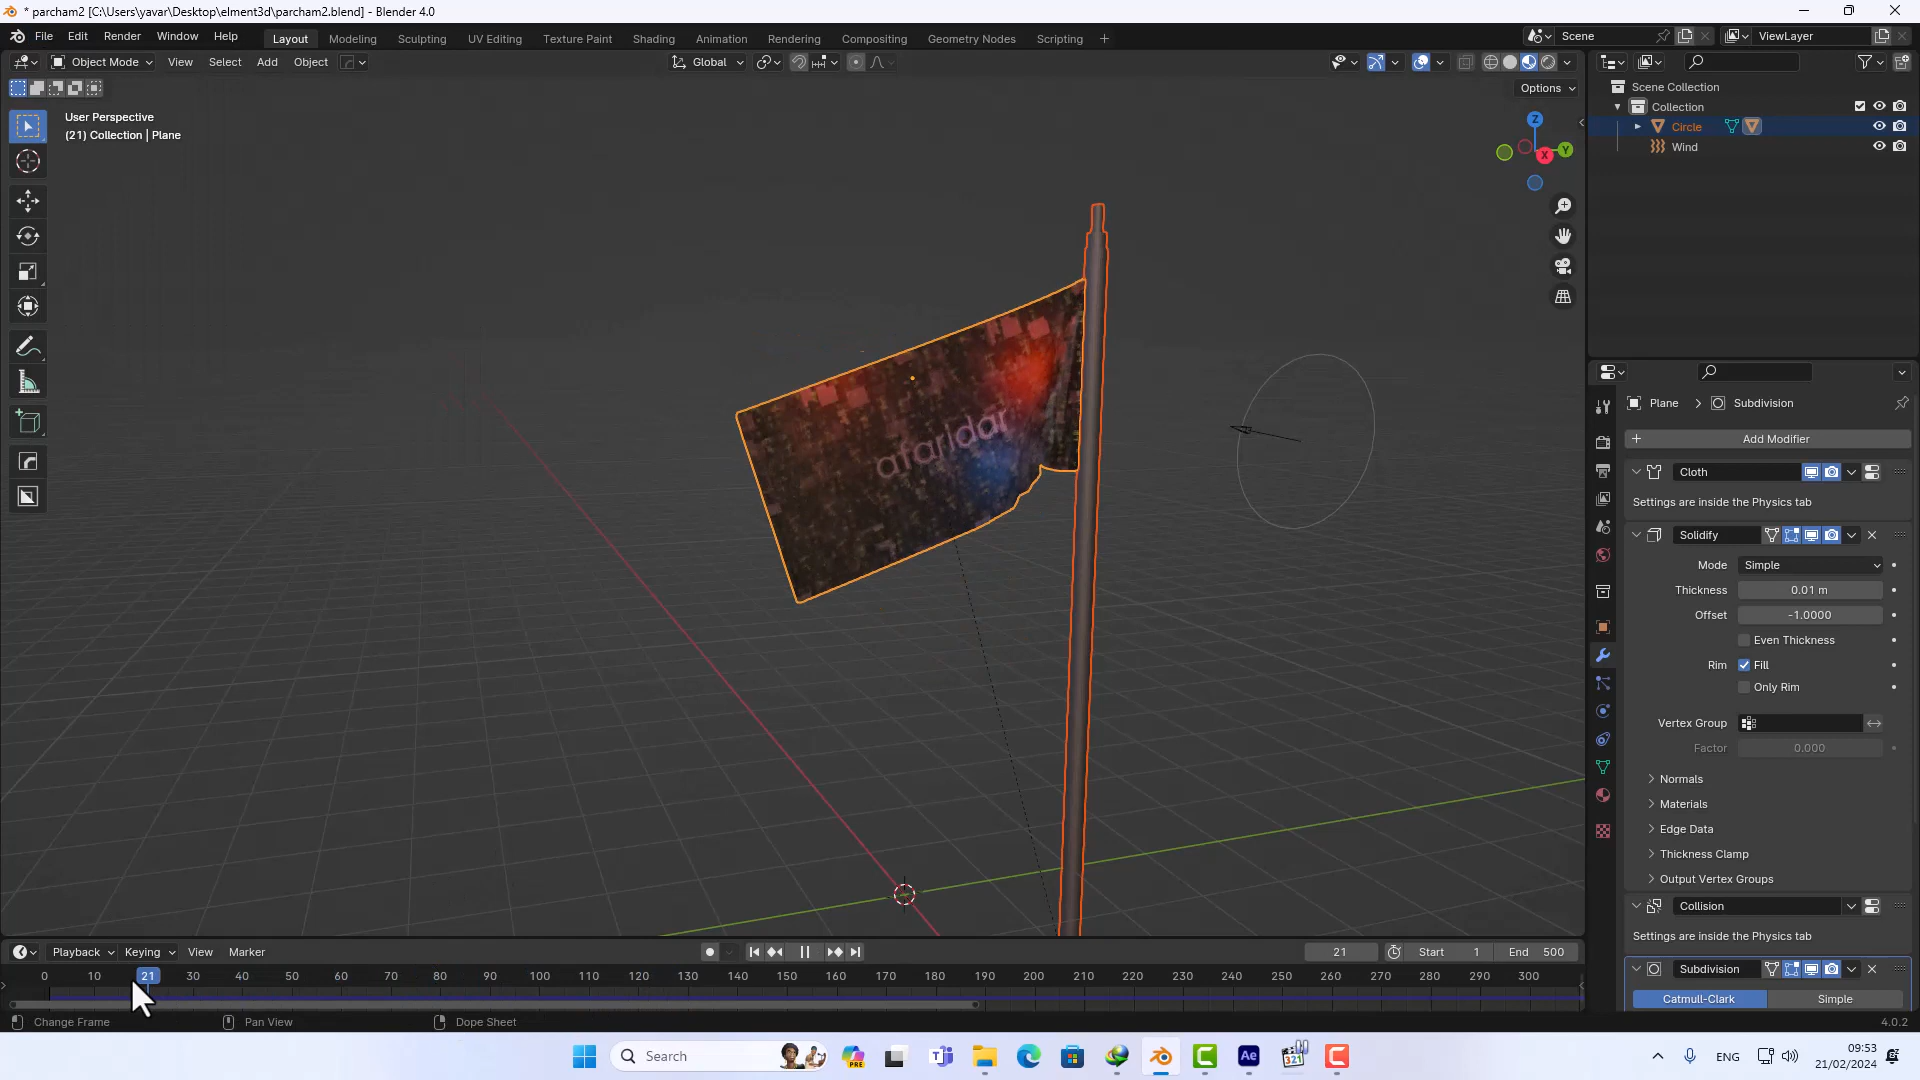 * parcham2 [C:\Users\yavar\Desktop\elment3d\parcham2.blend] - Blender 4.0
File Edit Render Window Help
Layout Modeling Sculpting UV Editing Texture Paint Shading Animation Rendering Compositing Geometry Nodes Scripting +
Scene ViewLayer
Object Mode View Select Add Object Global
Options
User Perspective
(21) Collection | Plane
Z
Y
X
afaridar
Scene Collection
Collection
Circle
Wind
Plane > Subdivision
+ Add Modifier
Cloth
Settings are inside the Physics tab
Solidify
Mode Simple
Thickness 0.01 m
Offset -1.0000
Even Thickness
Rim Fill
Only Rim
Vertex Group
Factor 0.000
Normals
Materials
Edge Data
Thickness Clamp
Output Vertex Groups
Collision
Settings are inside the Physics tab
Subdivision
Catmull-Clark Simple
Playback Keying View Marker 21 Start 1 End 500
0 10 21 30 40 50 60 70 80 90 100 110 120 130 140 150 160 170 180 190 200 210 220 230 240 250 260 270 280 290 300
Change Frame Pan View Dope Sheet 4.0.2
Search PRE Ae 321 ENG 09:53
21/02/2024